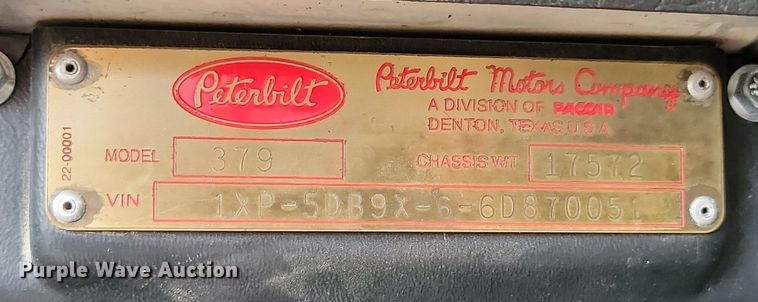 Peterbilt
Peterbilt Motors Company
A DIVISION OF PACCAR
DENTON, TEXAS U.S.A.
22-00001
MODEL 379 CHASSIS WT 17572
VIN 1XP-5DB9X-6-6D870051
Purple Wave Auction